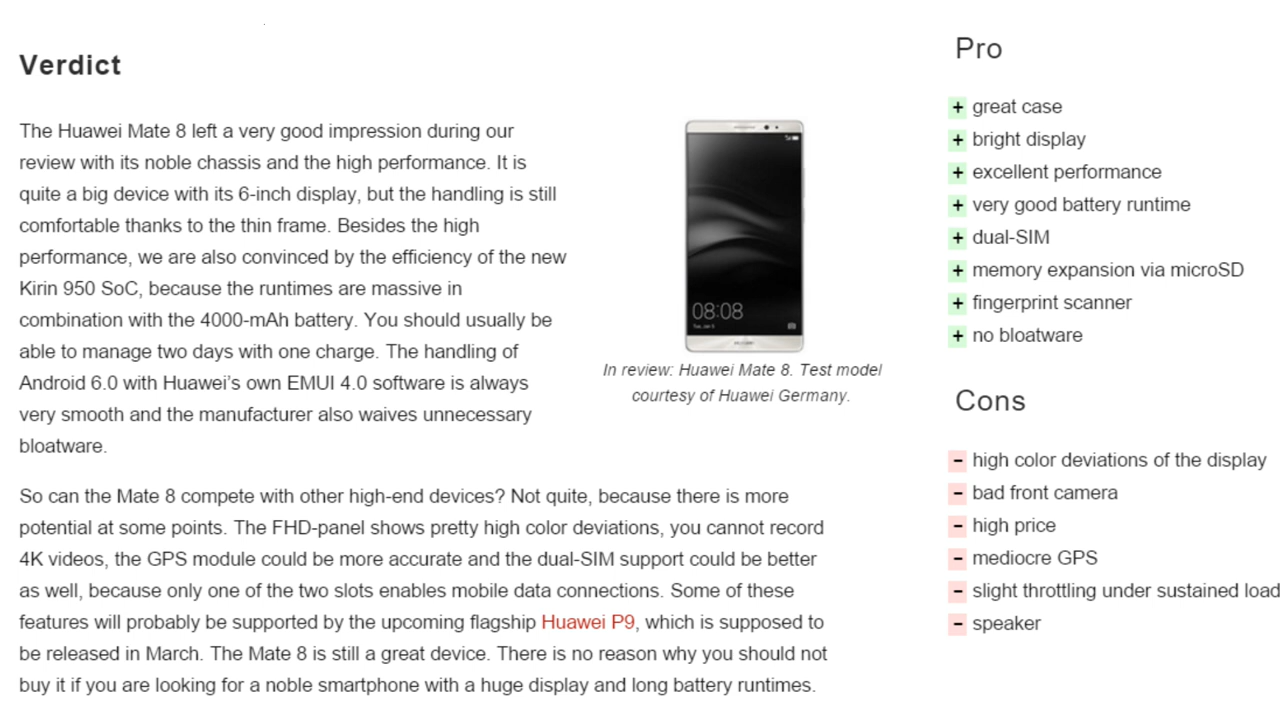 Verdict
The Huawei Mate 8 left a very good impression during our
review with its noble chassis and the high performance. It is
quite a big device with its 6-inch display, but the handling is still
comfortable thanks to the thin frame. Besides the high
performance, we are also convinced by the efficiency of the new
Kirin 950 SoC, because the runtimes are massive in
combination with the 4000-mAh battery. You should usually be
able to manage two days with one charge. The handling of
Android 6.0 with Huawei's own EMUI 4.0 software is always
very smooth and the manufacturer also waives unnecessary
bloatware.
08:08
In review: Huawei Mate 8. Test model
courtesy of Huawei Germany.
So can the Mate 8 compete with other high-end devices? Not quite, because there is more
potential at some points. The FHD-panel shows pretty high color deviations, you cannot record
4K videos, the GPS module could be more accurate and the dual-SIM support could be better
as well, because only one of the two slots enables mobile data connections. Some of these
features will probably be supported by the upcoming flagship Huawei P9, which is supposed to
be released in March. The Mate 8 is still a great device. There is no reason why you should not
buy it if you are looking for a noble smartphone with a huge display and long battery runtimes.
Pro
+ great case
+ bright display
+ excellent performance
+ very good battery runtime
+ dual-SIM
+ memory expansion via microSD
+ fingerprint scanner
+ no bloatware
Cons
− high color deviations of the display
− bad front camera
− high price
− mediocre GPS
− slight throttling under sustained load
− speaker